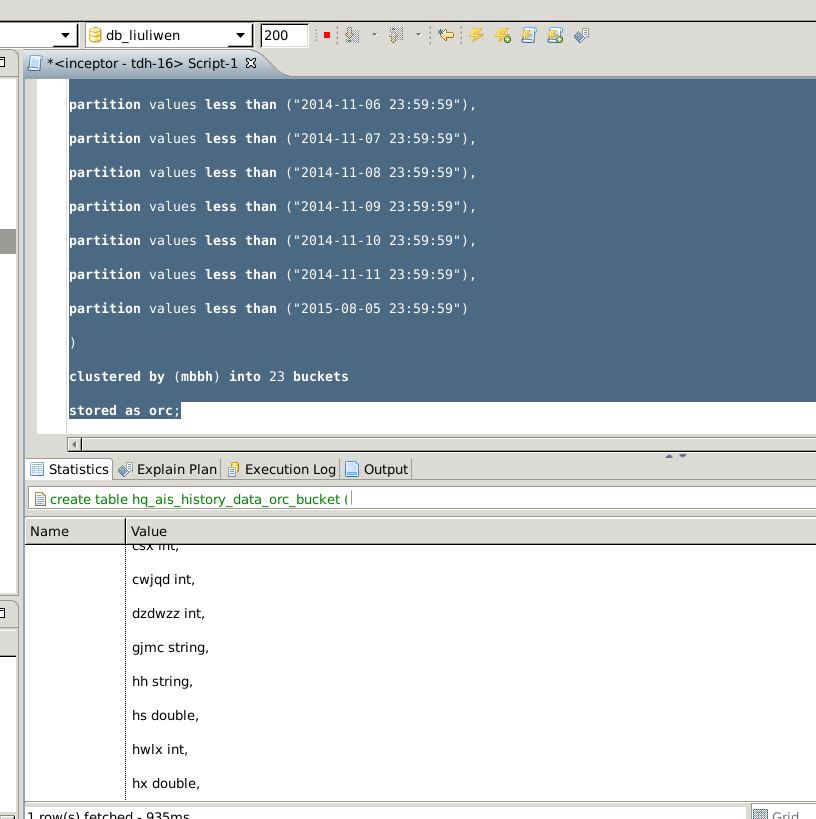 db_liuliwen
200
*<inceptor - tdh-16> Script-1
partition values less than ("2014-11-06 23:59:59"),
partition values less than ("2014-11-07 23:59:59"),
partition values less than ("2014-11-08 23:59:59"),
partition values less than ("2014-11-09 23:59:59"),
partition values less than ("2014-11-10 23:59:59"),
partition values less than ("2014-11-11 23:59:59"),
partition values less than ("2015-08-05 23:59:59")
)
clustered by (mbbh) into 23 buckets
stored as orc;
Statistics Explain Plan Execution Log Output
create table hq_ais_history_data_orc_bucket (
Name Value
csx int,
cwjqd int,
dzdwzz int,
gjmc string,
hh string,
hs double,
hwlx int,
hx double,
1 row(s) fetched - 935ms
Grid